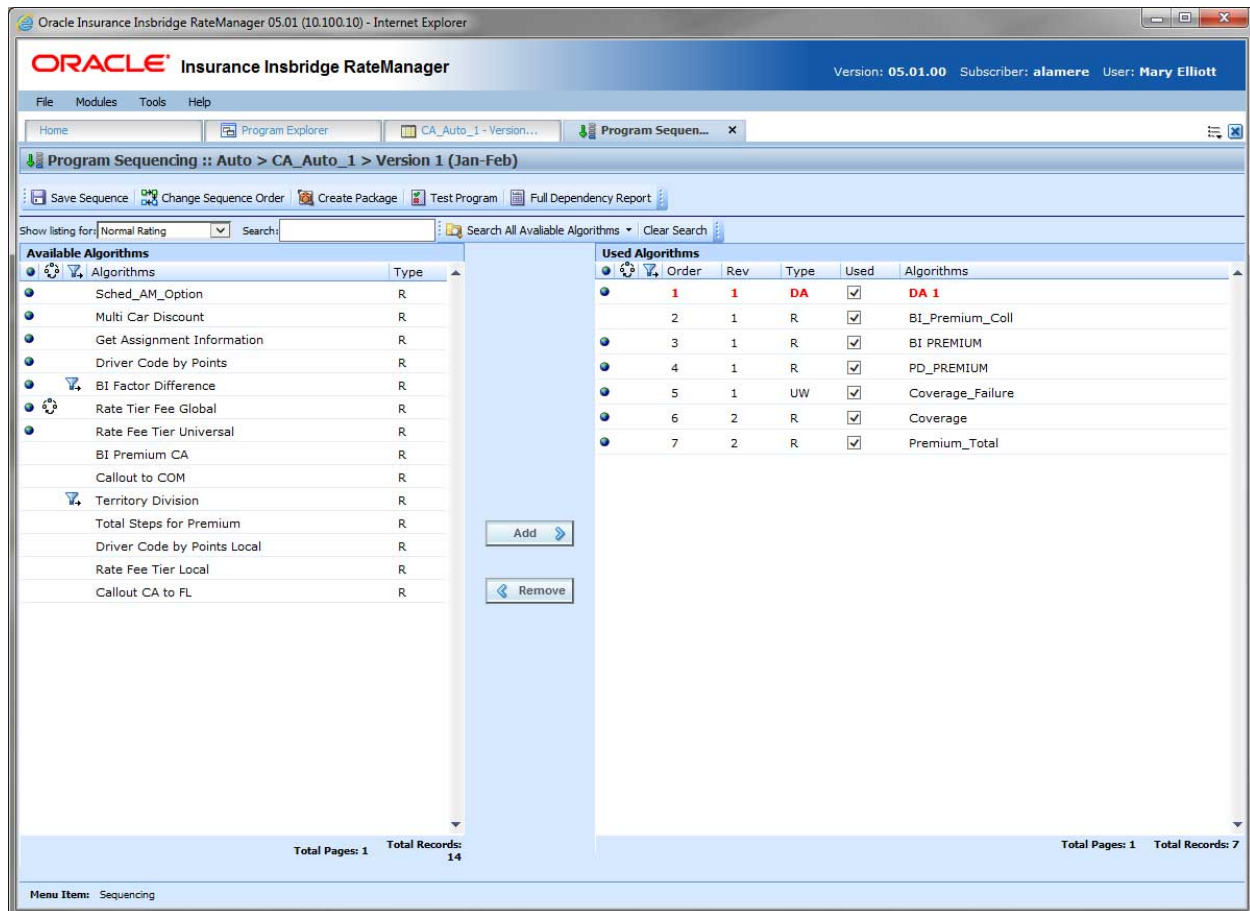 Oracle Insurance Insbridge RateManager 05.01 (10.100.10) - Internet Explorer
ORACLE Insurance Insbridge RateManager
Version: 05.01.00 Subscriber: alamere User: Mary Elliott
File Modules Tools Help
Home Program Explorer CA_Auto_1 - Version... Program Sequen... X
Program Sequencing :: Auto > CA_Auto_1 > Version 1 (Jan-Feb)
Save Sequence Change Sequence Order Create Package Test Program Full Dependency Report
Show listing for: Normal Rating Search: Search All Avaliable Algorithms Clear Search
Available Algorithms
Algorithms Type
Sched_AM_Option R
Multi Car Discount R
Get Assignment Information R
Driver Code by Points R
BI Factor Difference R
Rate Tier Fee Global R
Rate Fee Tier Universal R
BI Premium CA R
Callout to COM R
Territory Division R
Total Steps for Premium R
Driver Code by Points Local R
Rate Fee Tier Local R
Callout CA to FL R
Total Pages: 1 Total Records: 14
Add
Remove
Used Algorithms
Order Rev Type Used Algorithms
1 1 DA DA 1
2 1 R BI_Premium_Coll
3 1 R BI PREMIUM
4 1 R PD_PREMIUM
5 1 UW Coverage_Failure
6 2 R Coverage
7 2 R Premium_Total
Total Pages: 1 Total Records: 7
Menu Item: Sequencing